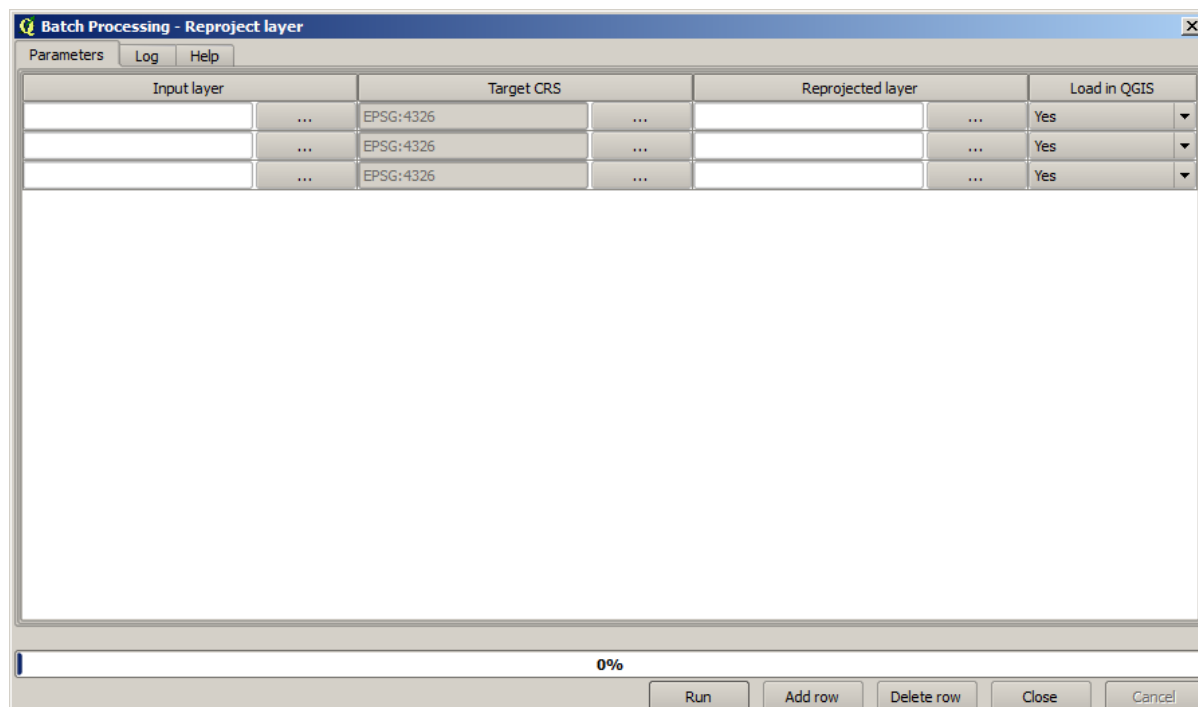 Batch Processing - Reproject layer
Parameters Log Help
Input layer Target CRS Reprojected layer Load in QGIS
... EPSG:4326 ... ... Yes
... EPSG:4326 ... ... Yes
... EPSG:4326 ... ... Yes
0%
Run Add row Delete row Close Cancel